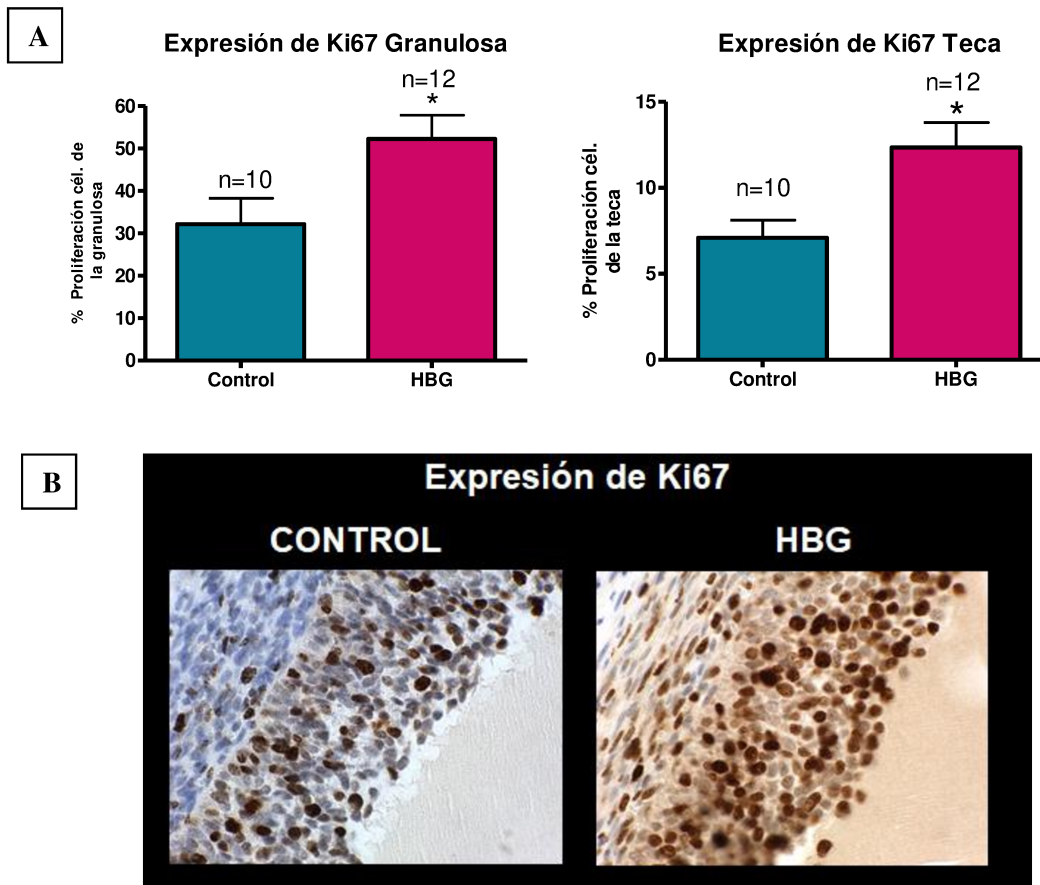 A
Expresión de Ki67 Granulosa
n=12
*
n=10
60
50
40
30
20
10
0
% Proliferación cél. de
la granulosa
Control
HBG
Expresión de Ki67 Teca
n=12
*
n=10
15
10
5
0
% Proliferación cél.
de la teca
Control
HBG
B
Expresión de Ki67
CONTROL
HBG